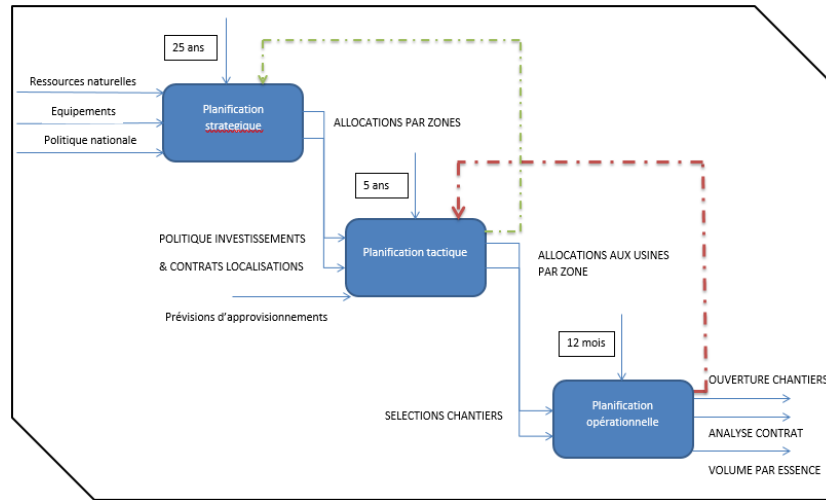 25 ans
Ressources naturelles
Equipements
Politique nationale
Planification
strategique
ALLOCATIONS PAR ZONES
5 ans
POLITIQUE INVESTISSEMENTS
& CONTRATS LOCALISATIONS
Planification tactique
ALLOCATIONS AUX USINES
PAR ZONE
Prévisions d’approvisionnements
12 mois
SELECTIONS CHANTIERS
Planification
opérationnelle
OUVERTURE CHANTIERS
ANALYSE CONTRAT
VOLUME PAR ESSENCE